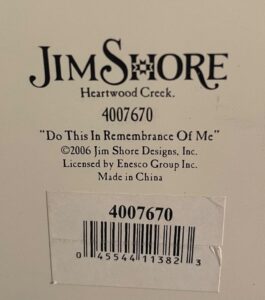 JIM SHORE
Heartwood Creek.
4007670
"Do This In Remembrance Of Me"
©2006 Jim Shore Designs, Inc.
Licensed by Enesco Group Inc.
Made in China
4007670
0 45544 11382 3